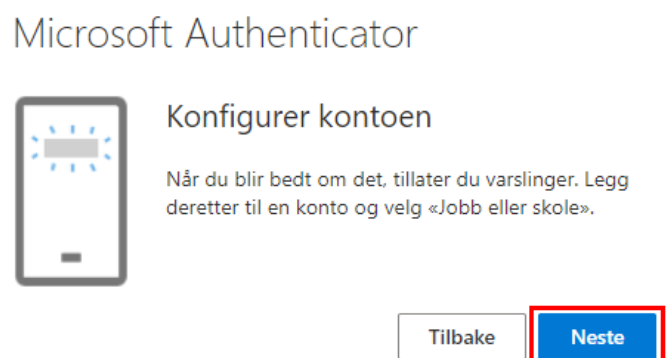 Microsoft Authenticator
Konfigurer kontoen
Når du blir bedt om det, tillater du varslinger. Legg
deretter til en konto og velg «Jobb eller skole».
Tilbake
Neste